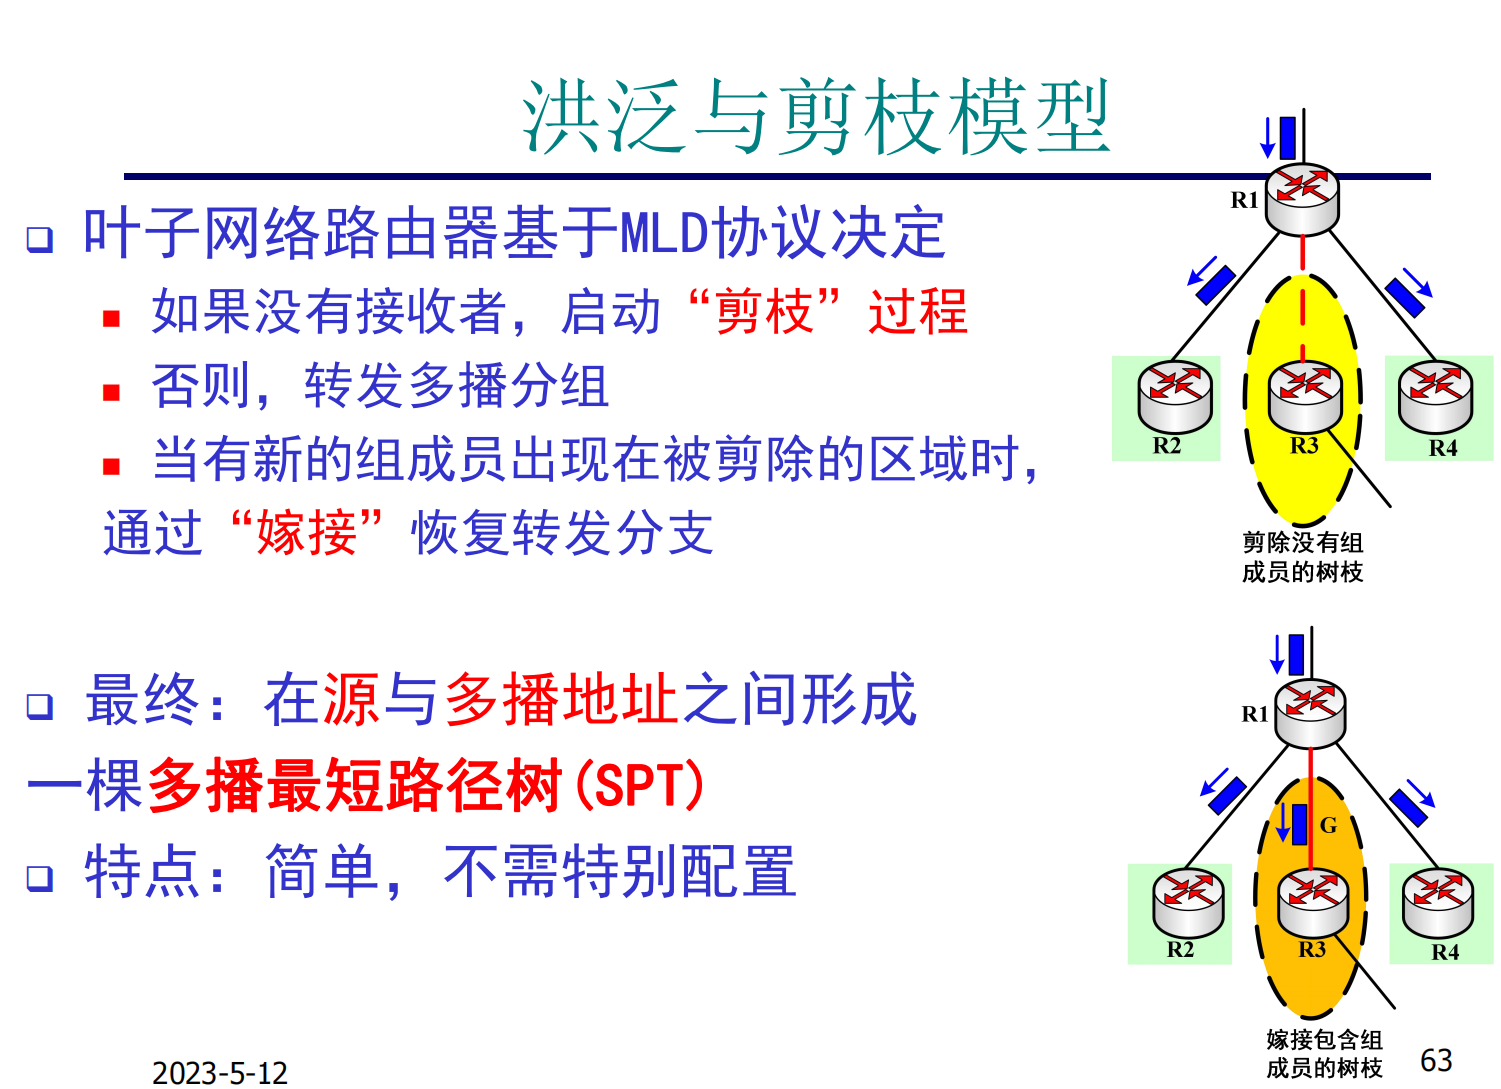 洪泛与剪枝模型
叶子网络路由器基于MLD协议决定
如果没有接收者，启动“剪枝”过程
否则，转发多播分组
当有新的组成员出现在被剪除的区域时，
通过“嫁接”恢复转发分支
最终：在源与多播地址之间形成
一棵多播最短路径树(SPT)
特点：简单，不需特别配置
R1
R2
R3
R4
剪除没有组
成员的树枝
R1
G
R2
R3
R4
嫁接包含组
成员的树枝
2023-5-12
63